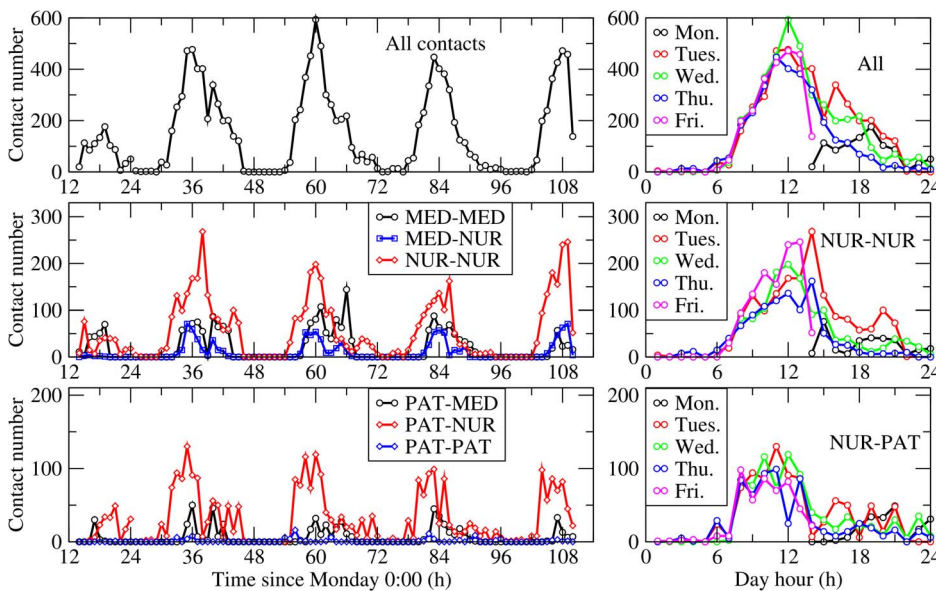 600
400
200
0
Contact number
All contacts
12 24 36 48 60 72 84 96 108
600
400
200
0
Mon.
Tues.
Wed.
Thu.
Fri.
All
0 6 12 18 24
300
200
100
0
Contact number
MED-MED
MED-NUR
NUR-NUR
12 24 36 48 60 72 84 96 108
300
200
100
0
Mon.
Tues.
Wed.
Thu.
Fri.
NUR-NUR
0 6 12 18 24
200
100
0
Contact number
PAT-MED
PAT-NUR
PAT-PAT
12 24 36 48 60 72 84 96 108
Time since Monday 0:00 (h)
200
100
0
Mon.
Tues.
Wed.
Thu.
Fri.
NUR-PAT
0 6 12 18 24
Day hour (h)